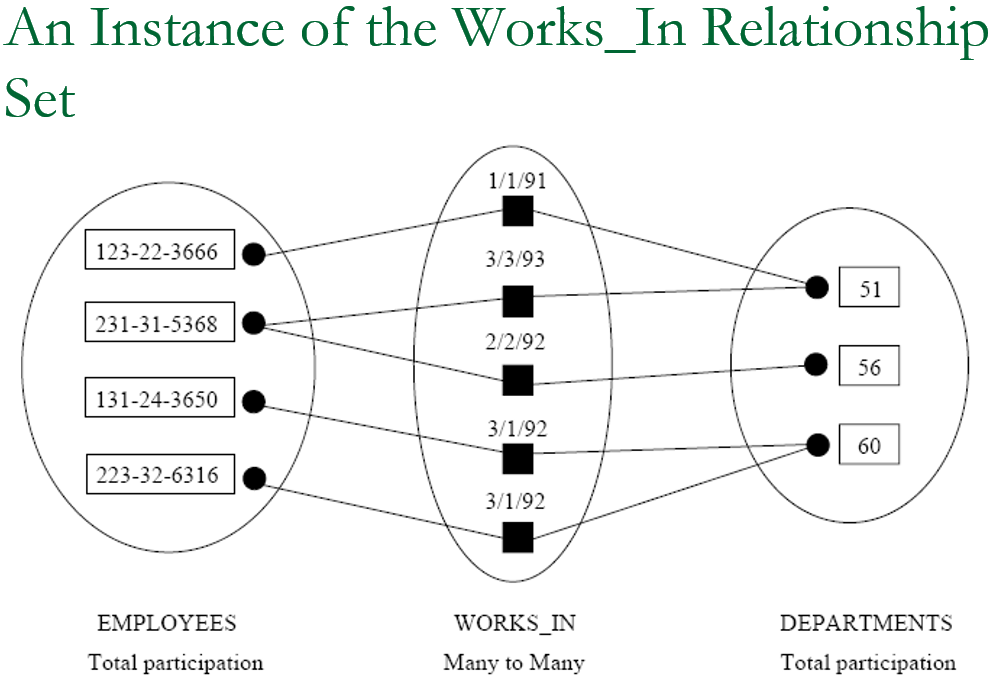 An Instance of the Works_In Relationship
Set
123-22-3666
231-31-5368
131-24-3650
223-32-6316
1/1/91
3/3/93
2/2/92
3/1/92
3/1/92
51
56
60
EMPLOYEES
Total participation
WORKS_IN
Many to Many
DEPARTMENTS
Total participation